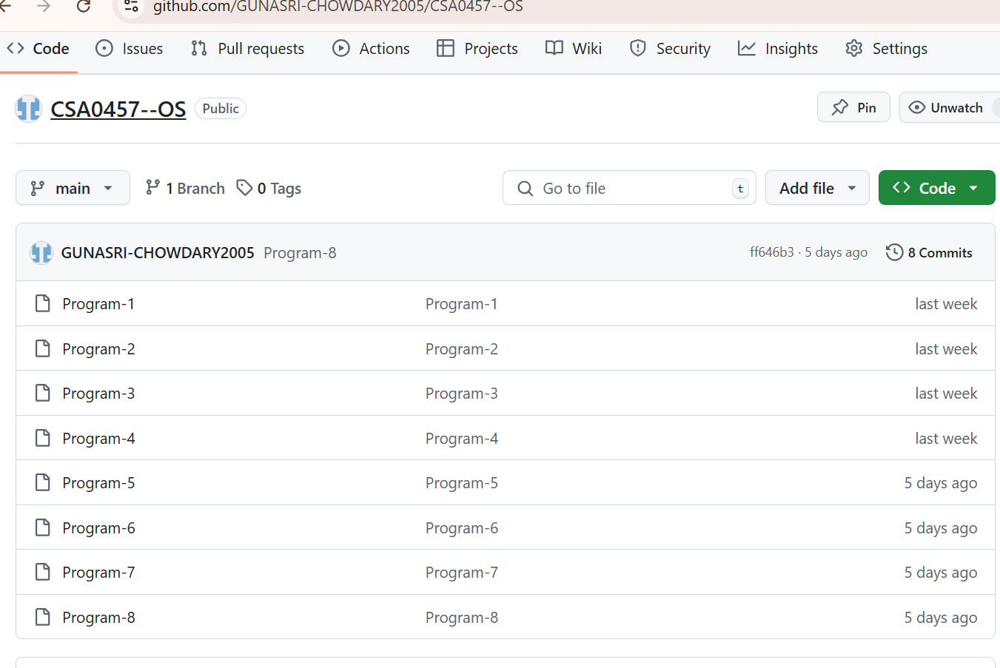 github.com/GUNASRI-CHOWDARY2005/CSA0457--OS
Code Issues Pull requests Actions Projects Wiki Security Insights Settings
CSA0457--OS Public Pin Unwatch
main 1 Branch 0 Tags Go to file t Add file Code
GUNASRI-CHOWDARY2005 Program-8 ff646b3 · 5 days ago 8 Commits
Program-1 Program-1 last week
Program-2 Program-2 last week
Program-3 Program-3 last week
Program-4 Program-4 last week
Program-5 Program-5 5 days ago
Program-6 Program-6 5 days ago
Program-7 Program-7 5 days ago
Program-8 Program-8 5 days ago